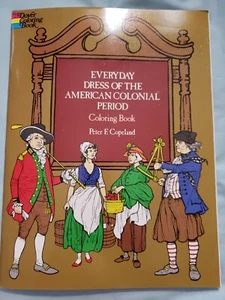 Dover
Coloring
Book
EVERYDAY
DRESS OF THE
AMERICAN COLONIAL
PERIOD
Coloring Book
Peter F. Copeland